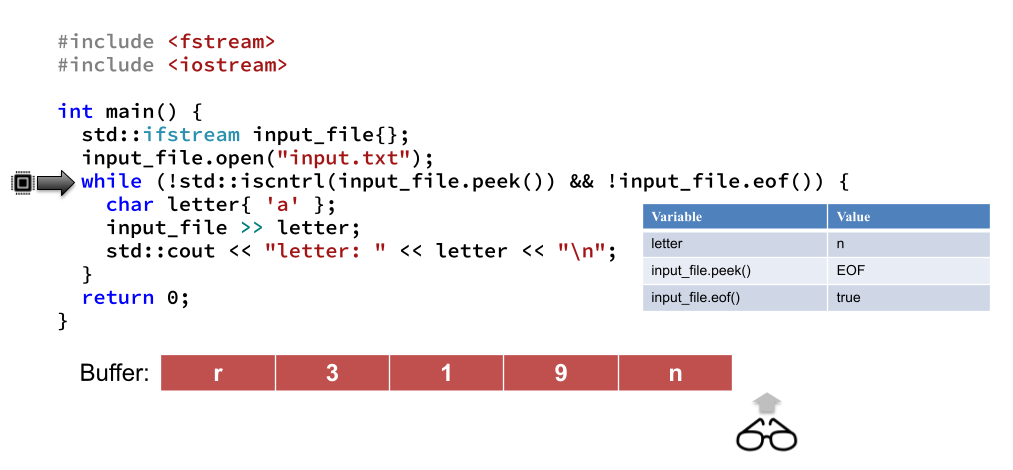 #include <fstream>
#include <iostream>
int main() {
std::ifstream input_file{};
input_file.open("input.txt");
while (!std::iscntrl(input_file.peek()) && !input_file.eof()) {
char letter{ 'a' };
input_file >> letter;
std::cout << "letter: " << letter << "\n";
}
return 0;
}
Variable Value
letter n
input_file.peek() EOF
input_file.eof() true
Buffer: r 3 1 9 n